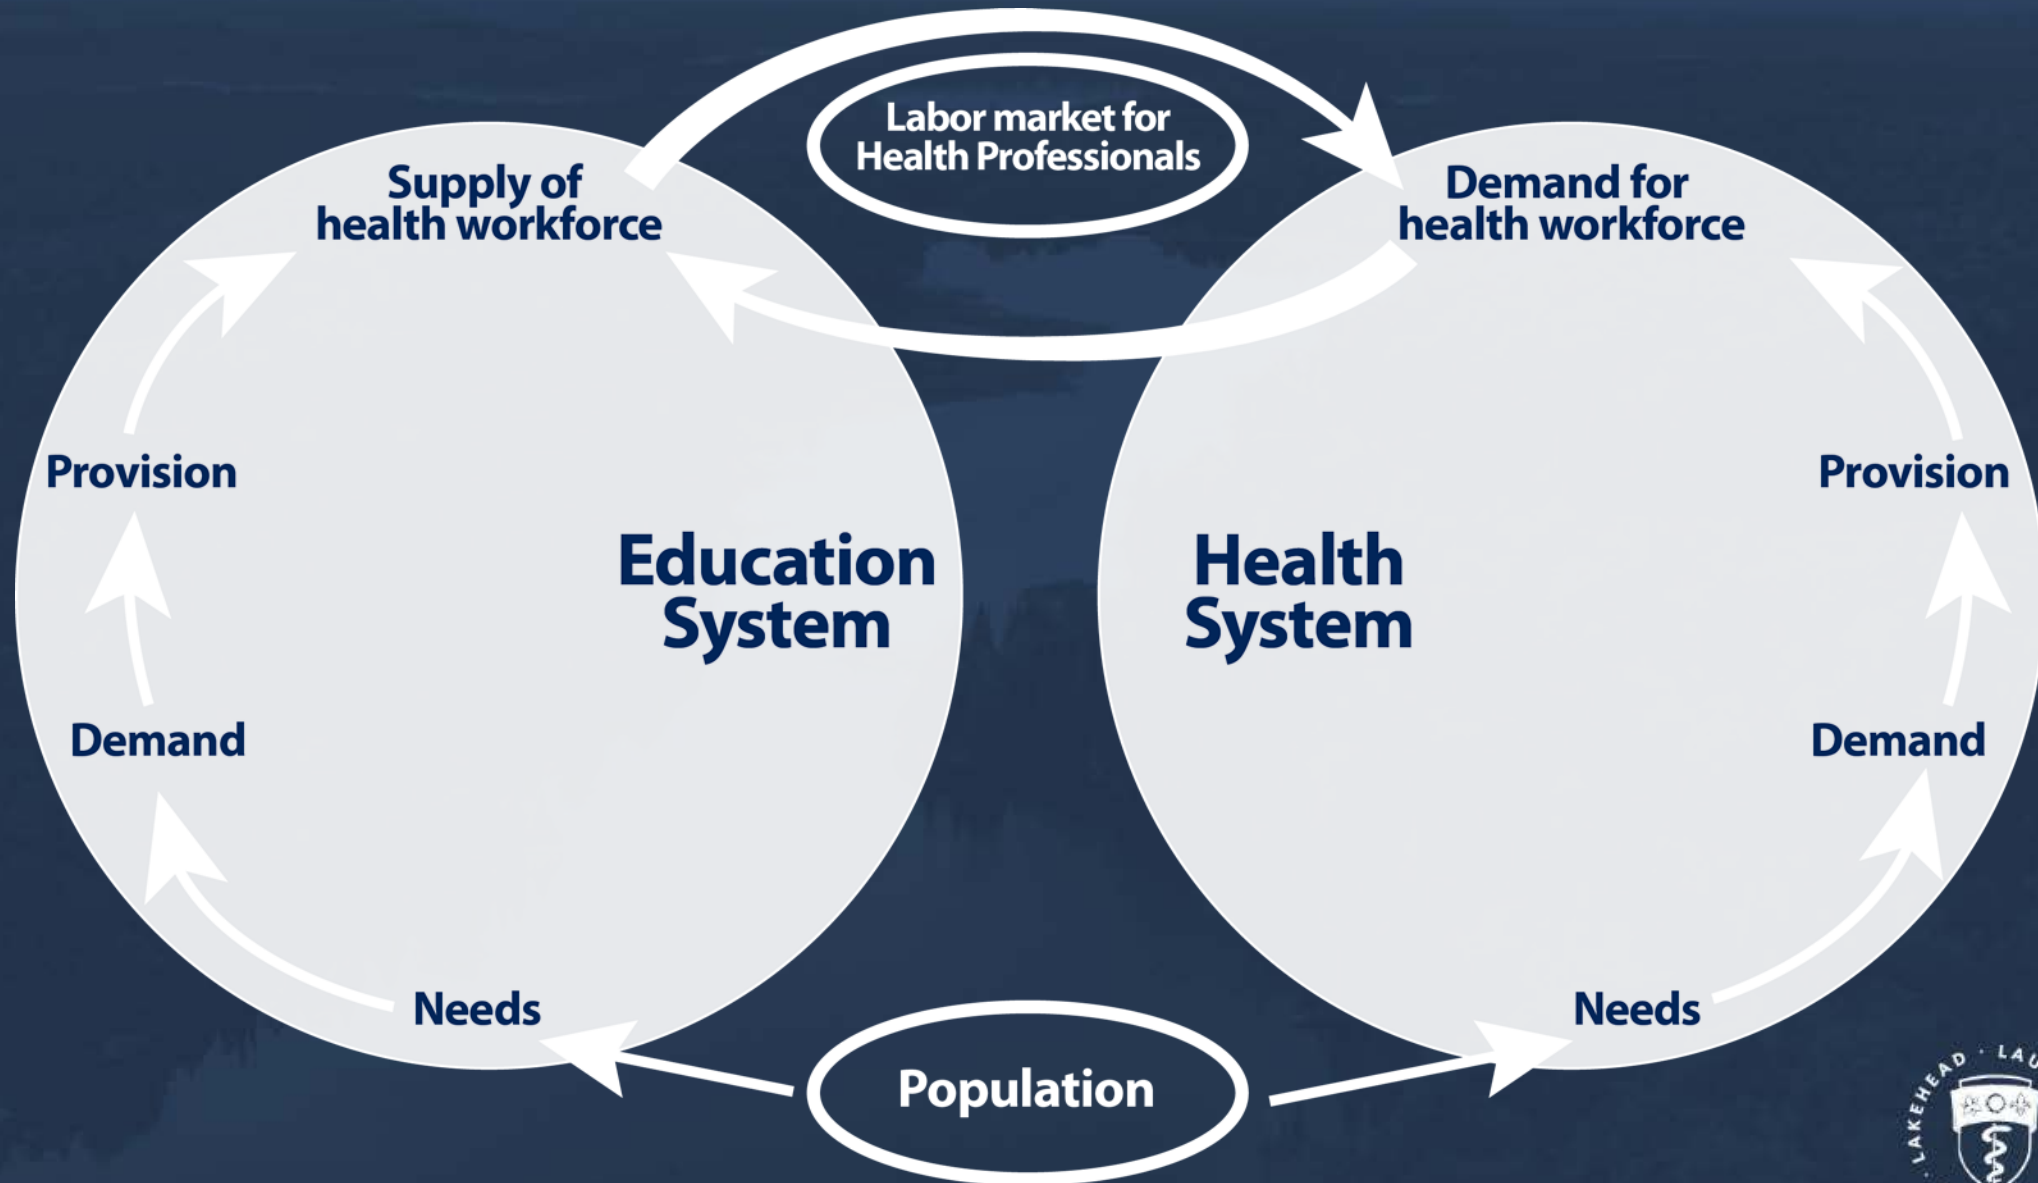 Labor market for
Health Professionals
Supply of
health workforce
Demand for
health workforce
Provision
Provision
Education
System
Health
System
Demand
Demand
Needs
Needs
Population
LAKEHEAD ·